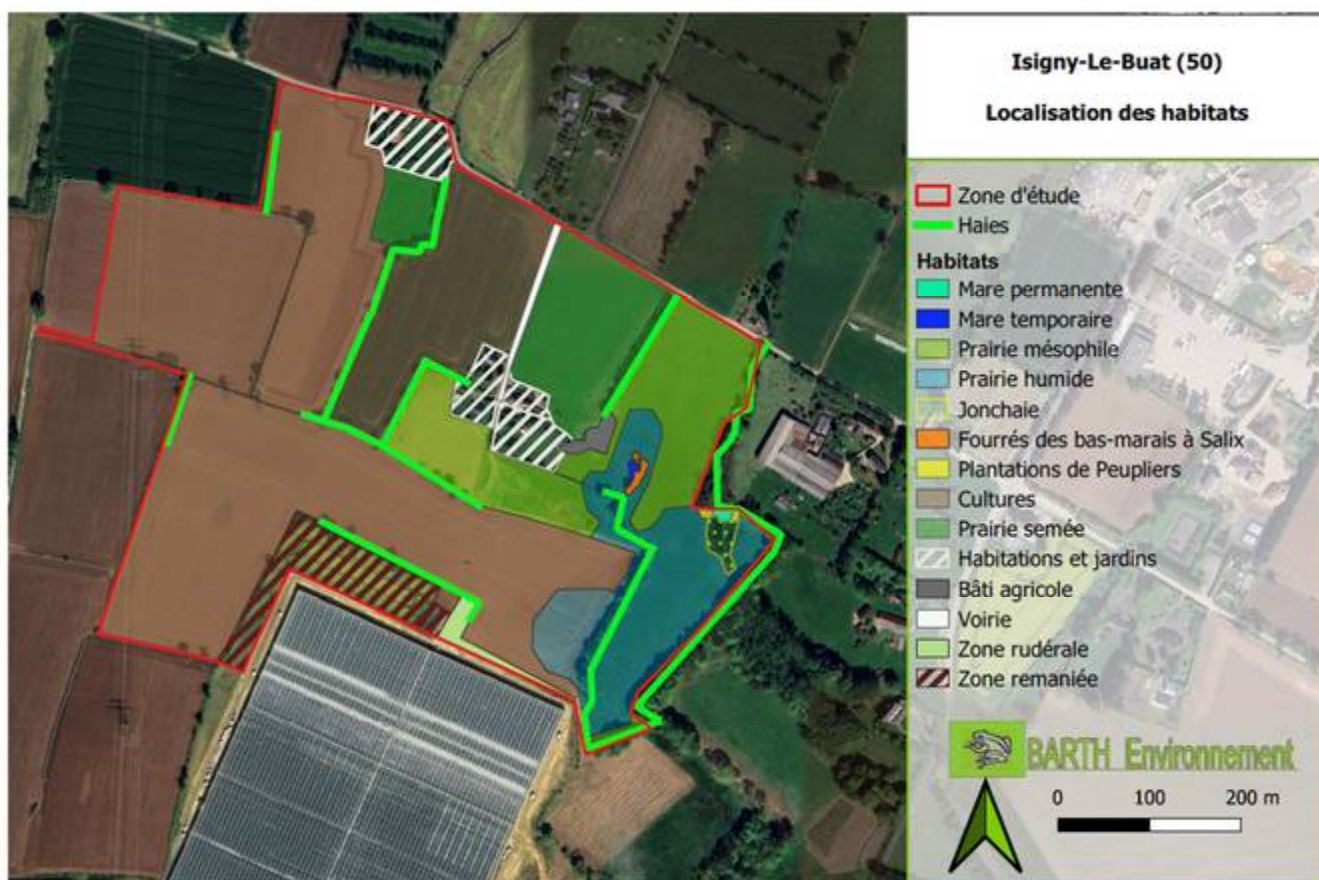 Isigny-Le-Buat (50)
Localisation des habitats
Zone d'étude
Haies
Habitats
Mare permanente
Mare temporaire
Prairie mésophile
Prairie humide
Jonchaie
Fourrés des bas-marais à Salix
Plantations de Peupliers
Cultures
Prairie semée
Habitations et jardins
Bâti agricole
Voirie
Zone rudérale
Zone remaniée
BARTH Environnement
0 100 200 m